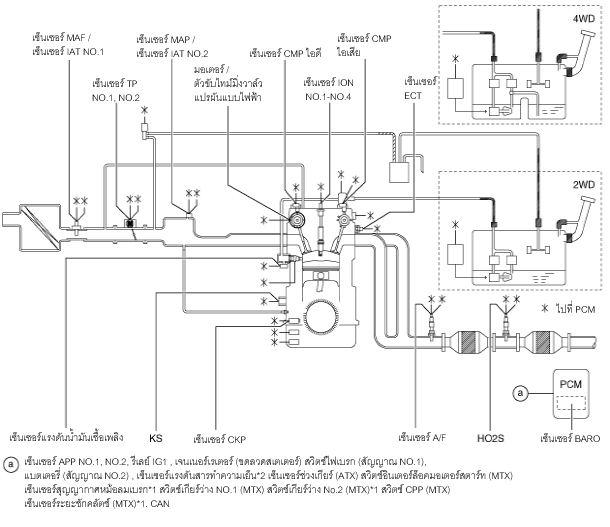 4WD
เซ็นเซอร์ MAF /
เซ็นเซอร์ IAT NO.1
เซ็นเซอร์ MAP /
เซ็นเซอร์ IAT NO.2
เซ็นเซอร์ CMP ไอดี
เซ็นเซอร์ CMP
ไอเสีย
เซ็นเซอร์ TP
NO.1, NO.2
มอเตอร์ /
ตัวขับไทม์มิ่งวาล์ว
แปรผันแบบไฟฟ้า
เซ็นเซอร์ ION
NO.1-NO.4
เซ็นเซอร์
ECT
2WD
* ไปที่ PCM
a
PCM
เซ็นเซอร์แรงดันน้ำมันเชื้อเพลิง
KS
เซ็นเซอร์ CKP
เซ็นเซอร์ A/F
HO2S
เซ็นเซอร์ BARO
a เซ็นเซอร์ APP NO.1, NO.2, รีเลย์ IG1 , เจนเนอร์เรเตอร์ (ขดลวดสเตเตอร์) สวิตช์ไฟเบรก (สัญญาณ NO.1),
แบตเตอรี่ (สัญญาณ NO.2) , เซ็นเซอร์แรงดันสารทำความเย็น*2 เซ็นเซอร์ช่วงเกียร์ (ATX) สวิตช์อินเตอร์ล็อคมอเตอร์สตาร์ท (MTX)
เซ็นเซอร์สุญญากาศหม้อลมเบรก*1 สวิตช์เกียร์ว่าง NO.1 (MTX) สวิตช์เกียร์ว่าง No.2 (MTX)*1 สวิตช์ CPP (MTX)
เซ็นเซอร์ระยะชักคลัตช์ (MTX)*1, CAN